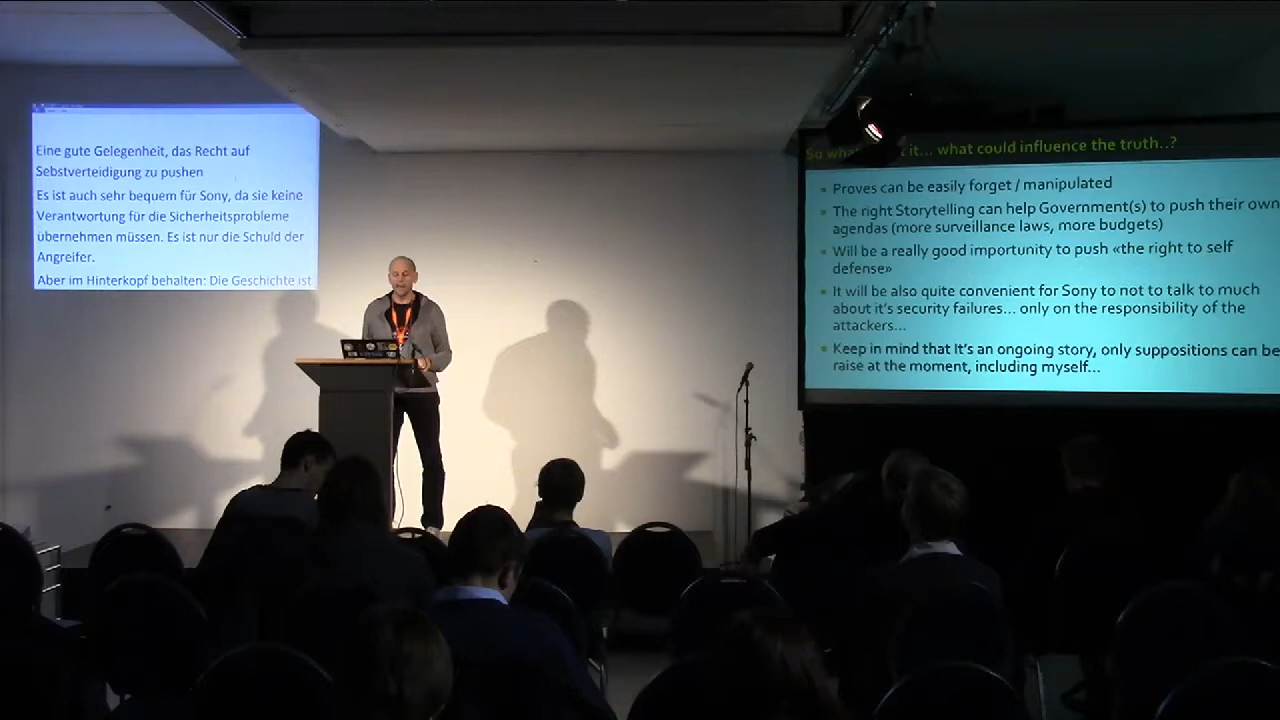 Eine gute Gelegenheit, das Recht auf
Sebstverteidigung zu pushen
Es ist auch sehr bequem für Sony, da sie keine
Verantwortung für die Sicherheitsprobleme
übernehmen müssen. Es ist nur die Schuld der
Angreifer.
Aber im Hinterkopf behalten: Die Geschichte ist
So it... what could influence the truth..?
Proves can be easily forget / manipulated
The right Storytelling can help Government(s) to push their own
agendas (more surveillance laws, more budgets)
Will be a really good importunity to push «the right to self
defense»
It will be also quite convenient for Sony to not to talk to much
about it's security failures... only on the responsibility of the
attackers...
Keep in mind that It's an ongoing story, only suppositions can be
raise at the moment, including myself...